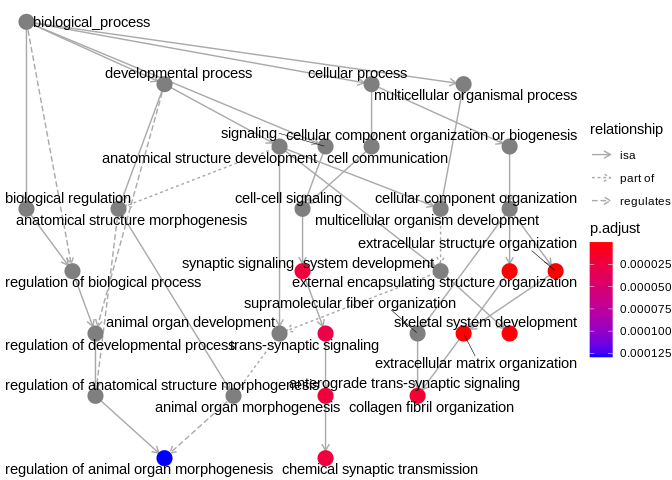 biological_process
developmental process
cellular process
multicellular organismal process
signaling
cellular component organization or biogenesis
anatomical structure development
cell communication
biological regulation
cell-cell signaling
cellular component organization
anatomical structure morphogenesis
multicellular organism development
extracellular structure organization
synaptic signaling
system development
regulation of biological process
external encapsulating structure organization
supramolecular fiber organization
animal organ development
skeletal system development
regulation of developmental process
trans-synaptic signaling
extracellular matrix organization
regulation of anatomical structure morphogenesis
anterograde trans-synaptic signaling
animal organ morphogenesis
collagen fibril organization
regulation of animal organ morphogenesis
chemical synaptic transmission
relationship
isa
part of
regulates
p.adjust
0.000025
0.000050
0.000075
0.000100
0.000125